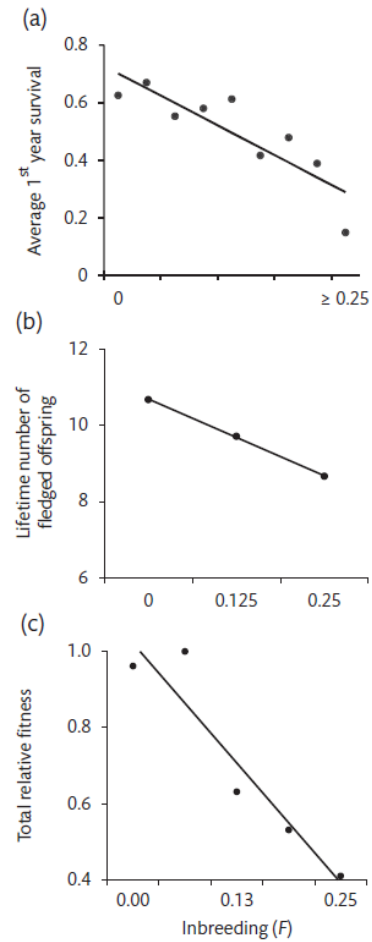 (a)
Average 1st year survival
0.8
0.6
0.4
0.2
0
0 ≥ 0.25
(b)
Lifetime number of
fledged offspring
12
10
8
6
0 0.125 0.25
(c)
Total relative fitness
1.0
0.8
0.6
0.4
0.00 0.13 0.25
Inbreeding (F)